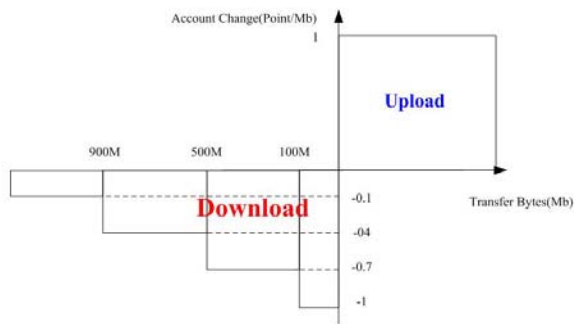 Account Change(Point/Mb)
1
Upload
900M
500M
100M
-0.1
Transfer Bytes(Mb)
Download
-04
-0.7
-1